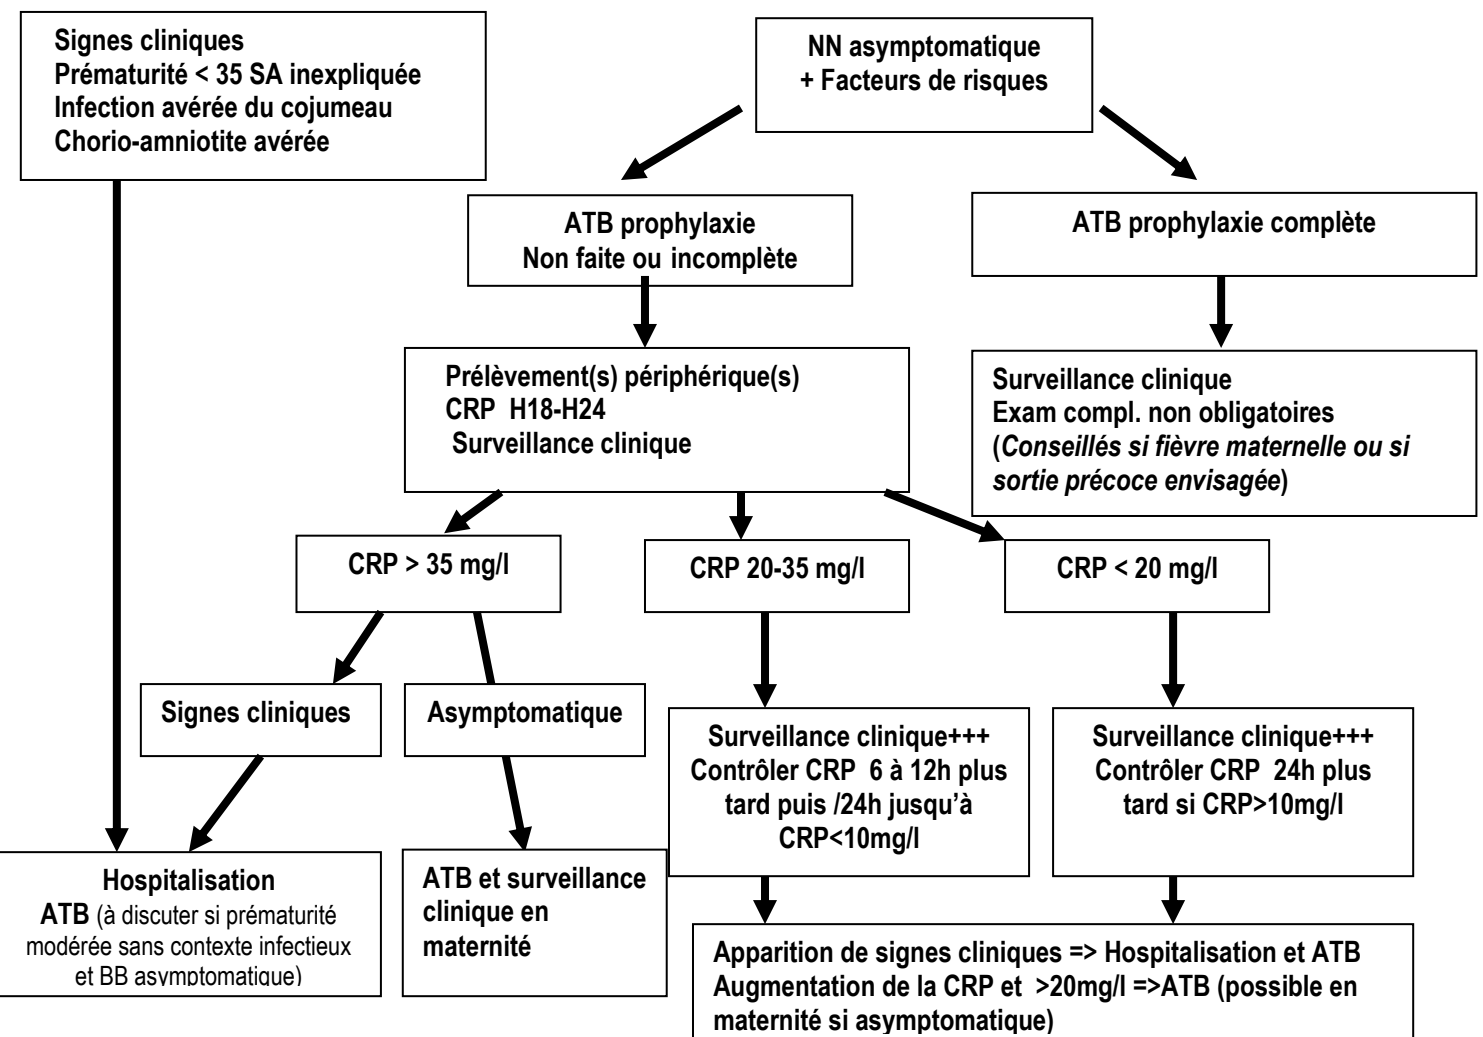 Signes cliniques
Prématurité < 35 SA inexpliquée
Infection avérée du cojumeau
Chorio-amniotite avérée
NN asymptomatique
+ Facteurs de risques
ATB prophylaxie
Non faite ou incomplète
ATB prophylaxie complète
Prélèvement(s) périphérique(s)
CRP H18-H24
Surveillance clinique
Surveillance clinique
Exam compl. non obligatoires
(Conseillés si fièvre maternelle ou si
sortie précoce envisagée)
CRP > 35 mg/l
CRP 20-35 mg/l
CRP < 20 mg/l
Signes cliniques
Asymptomatique
Surveillance clinique+++
Contrôler CRP 6 à 12h plus
tard puis /24h jusqu’à
CRP<10mg/l
Surveillance clinique+++
Contrôler CRP 24h plus
tard si CRP>10mg/l
Hospitalisation
ATB (à discuter si prématurité
modérée sans contexte infectieux
et BB asymptomatique)
ATB et surveillance
clinique en
maternité
Apparition de signes cliniques => Hospitalisation et ATB
Augmentation de la CRP et >20mg/l =>ATB (possible en
maternité si asymptomatique)